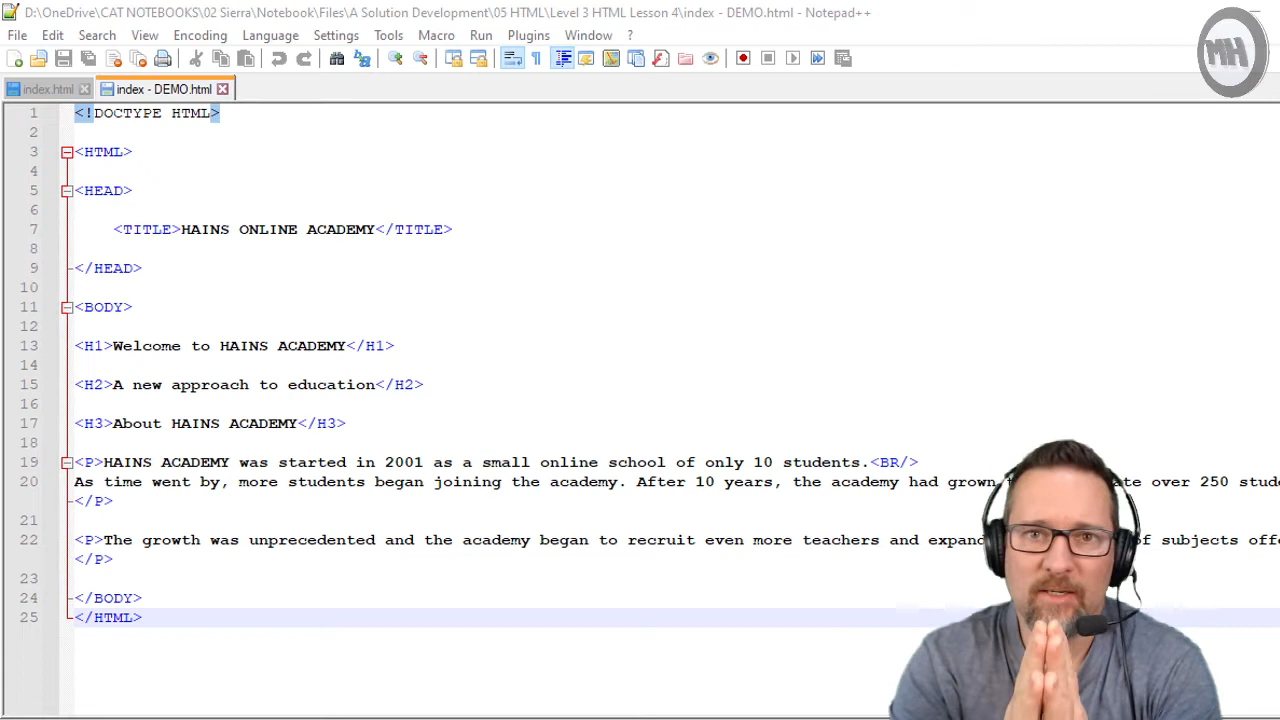 D:\OneDrive\CAT NOTEBOOKS\02 Sierra\Notebook\Files\A Solution Development\05 HTML\Level 3 HTML Lesson 4\index - DEMO.html - Notepad++
File Edit Search View Encoding Language Settings Tools Macro Run Plugins Window ?
MH
index.html index - DEMO.html
1 <!DOCTYPE HTML>
2
3 <HTML>
4
5 <HEAD>
6
7 <TITLE>HAINS ONLINE ACADEMY</TITLE>
8
9 </HEAD>
10
11 <BODY>
12
13 <H1>Welcome to HAINS ACADEMY</H1>
14
15 <H2>A new approach to education</H2>
16
17 <H3>About HAINS ACADEMY</H3>
18
19 <P>HAINS ACADEMY was started in 2001 as a small online school of only 10 students.<BR/>
20 As time went by, more students began joining the academy. After 10 years, the academy had grown over 250
</P>
21
22 <P>The growth was unprecedented and the academy began to recruit even more teachers and of subjects
</P>
23
24 </BODY>
25 </HTML>